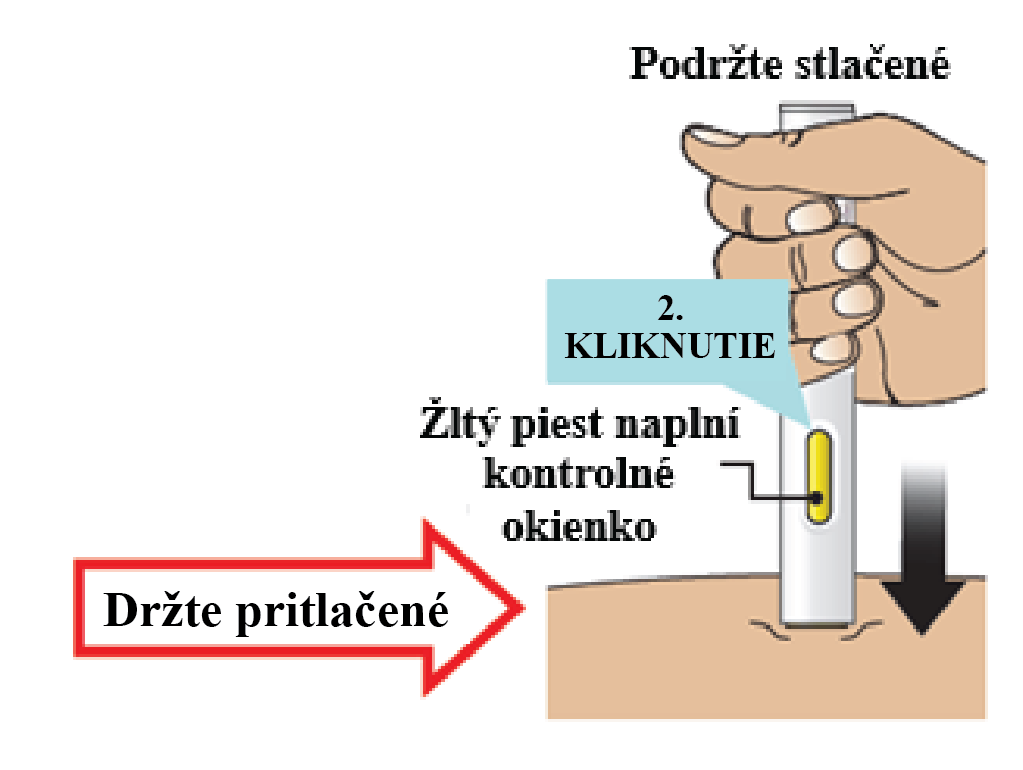 Podržte stlačené
2.
KLIKNUTIE
Žltý piest naplní
kontrolné
okienko
Držte pritlačené